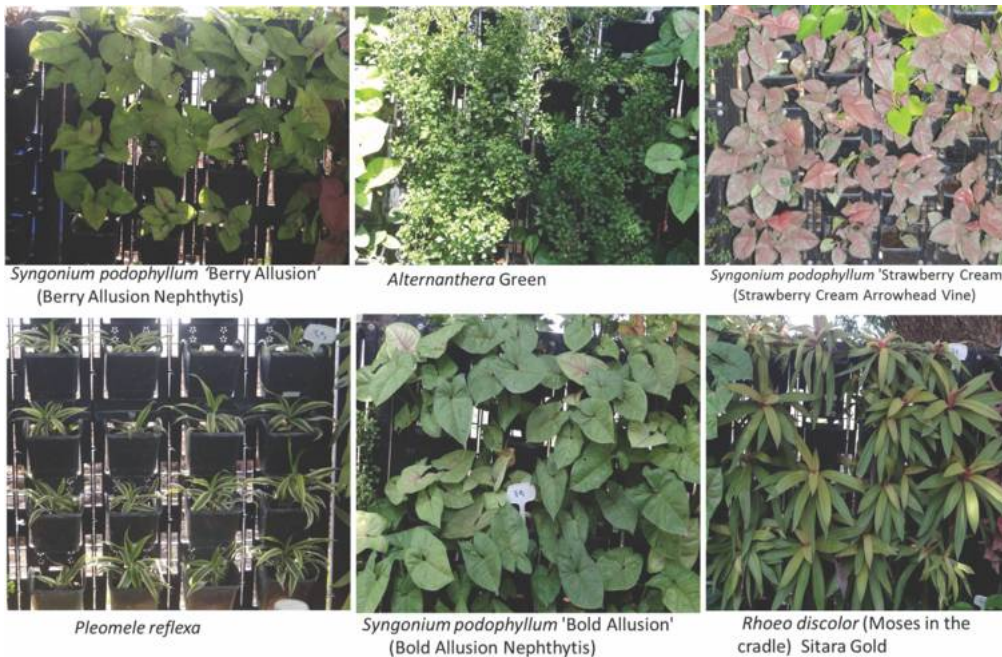 Syngonium podophyllum 'Berry Allusion'
(Berry Allusion Nephthytis)
Alternanthera Green
Syngonium podophyllum 'Strawberry Cream
(Strawberry Cream Arrowhead Vine)
Pleomele reflexa
Syngonium podophyllum 'Bold Allusion'
(Bold Allusion Nephthytis)
Rhoeo discolor (Moses in the
cradle) Sitara Gold